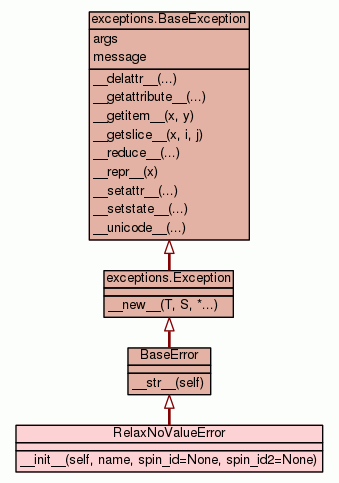 exceptions.BaseException
args
message
__delattr__(...)
__getattribute__(...)
__getitem__(x, y)
__getslice__(x, i, j)
__reduce__(...)
__repr__(x)
__setattr__(...)
__setstate__(...)
__unicode__(...)
exceptions.Exception
__new__(T, S, *...)
BaseError
__str__(self)
RelaxNoValueError
__init__(self, name, spin_id=None, spin_id2=None)